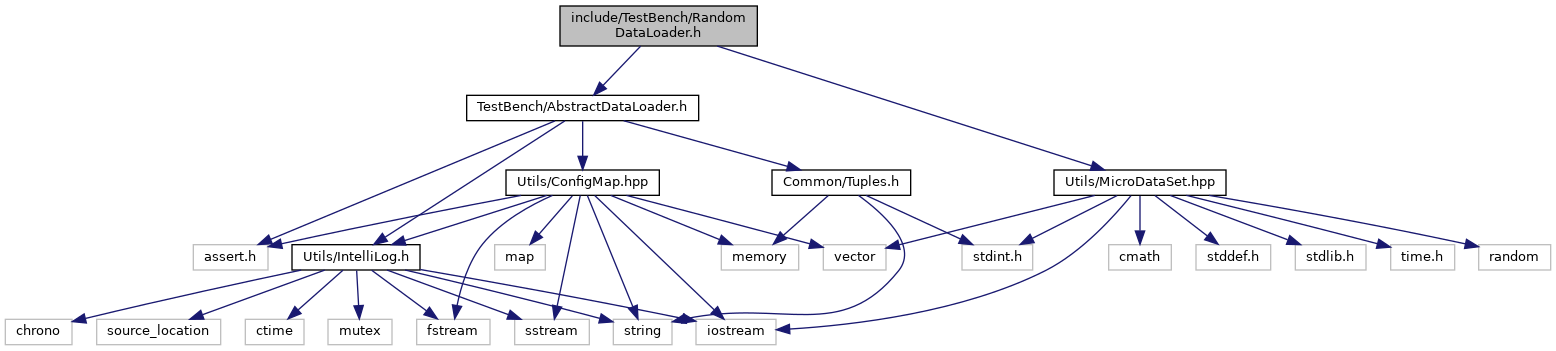 include/TestBench/Random
DataLoader.h
TestBench/AbstractDataLoader.h
Utils/ConfigMap.hpp
Common/Tuples.h
Utils/MicroDataSet.hpp
assert.h
Utils/IntelliLog.h
map
memory
vector
stdint.h
cmath
stddef.h
stdlib.h
time.h
random
chrono
source_location
ctime
mutex
fstream
sstream
string
iostream